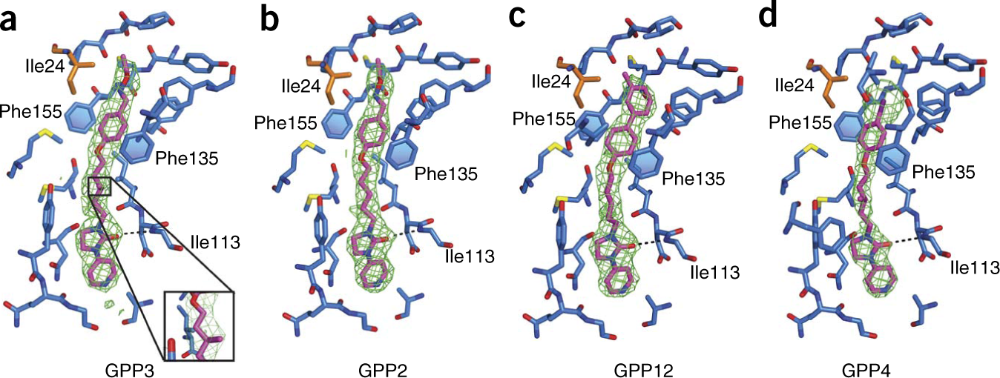 a
Ile24
Phe155
Phe135
Ile113
GPP3
b
Ile24
Phe155
Phe135
Ile113
GPP2
c
Ile24
Phe155
Phe135
Ile113
GPP12
d
Ile24
Phe155
Phe135
Ile113
GPP4